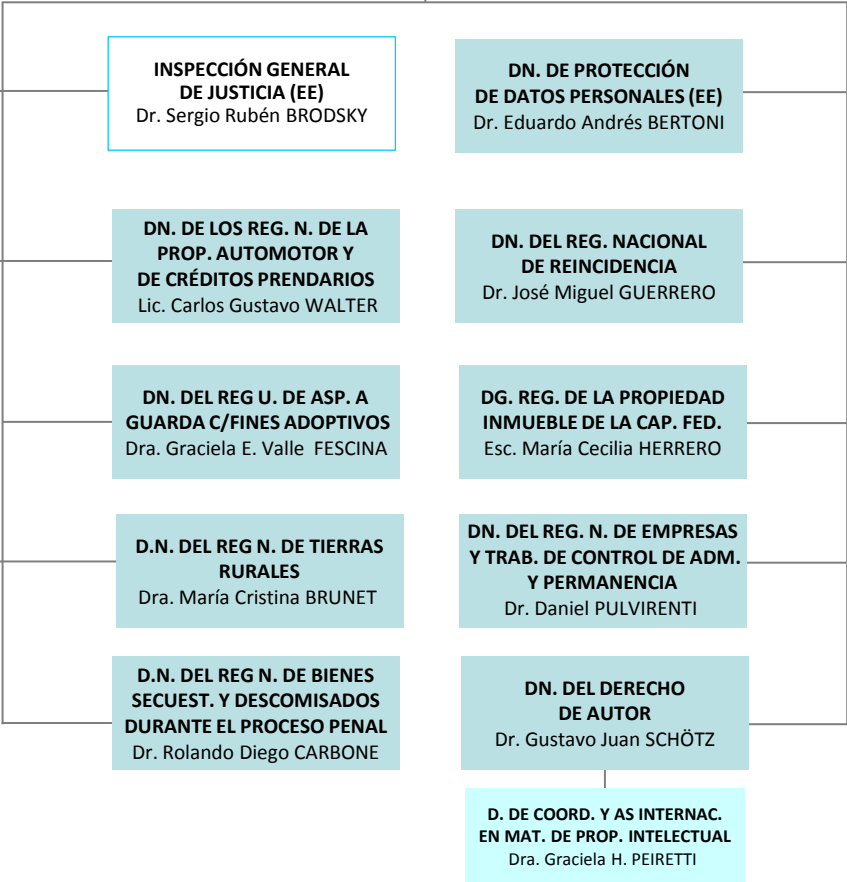 INSPECCIÓN GENERAL
DE JUSTICIA (EE)
Dr. Sergio Rubén BRODSKY
DN. DE PROTECCIÓN
DE DATOS PERSONALES (EE)
Dr. Eduardo Andrés BERTONI
DN. DE LOS REG. N. DE LA
PROP. AUTOMOTOR Y
DE CRÉDITOS PRENDARIOS
Lic. Carlos Gustavo WALTER
DN. DEL REG. NACIONAL
DE REINCIDENCIA
Dr. José Miguel GUERRERO
DN. DEL REG U. DE ASP. A
GUARDA C/FINES ADOPTIVOS
Dra. Graciela E. Valle  FESCINA
DG. REG. DE LA PROPIEDAD
INMUEBLE DE LA CAP. FED.
Esc. María Cecilia HERRERO
D.N. DEL REG N. DE TIERRAS
RURALES
Dra. María Cristina BRUNET
DN. DEL REG. N. DE EMPRESAS
Y TRAB. DE CONTROL DE ADM.
Y PERMANENCIA
Dr. Daniel PULVIRENTI
D.N. DEL REG N. DE BIENES
SECUEST. Y DESCOMISADOS
DURANTE EL PROCESO PENAL
Dr. Rolando Diego CARBONE
DN. DEL DERECHO
DE AUTOR
Dr. Gustavo Juan SCHÖTZ
D. DE COORD. Y AS INTERNAC.
EN MAT. DE PROP. INTELECTUAL
Dra. Graciela H. PEIRETTI